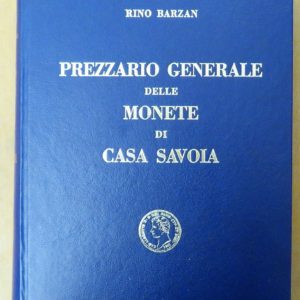 RINO BARZAN
PREZZARIO GENERALE
DELLE
MONETE
DI
CASA SAVOIA